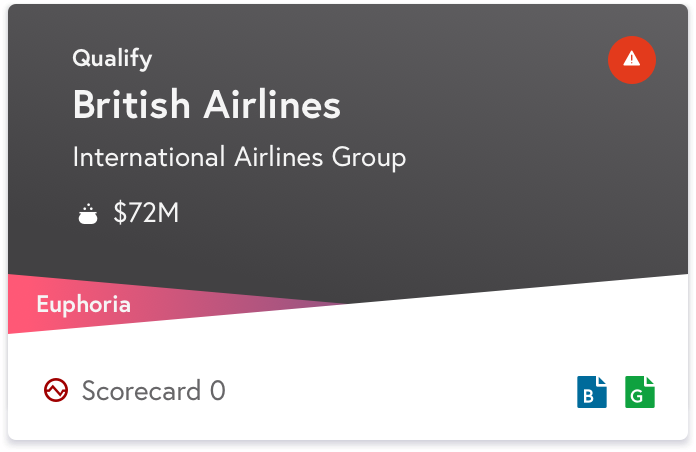 Qualify
British Airlines
International Airlines Group
$72M
Euphoria
Scorecard 0
B
G